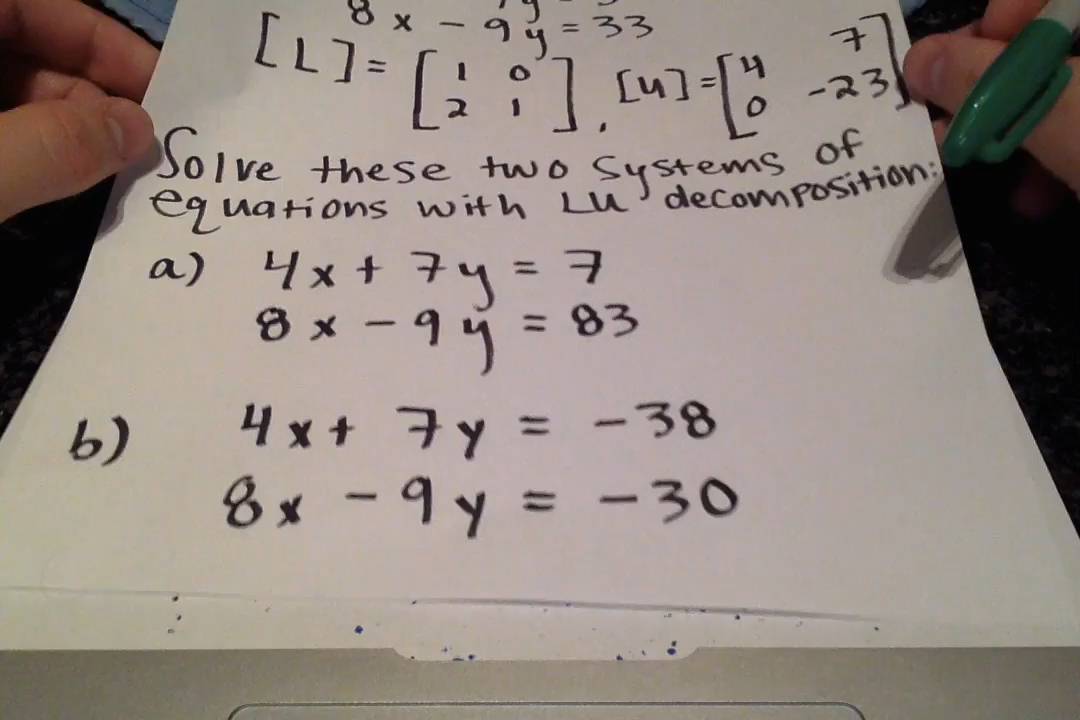 8x - 9y = 33
[L] = [1 0 2 1], [U] = [4 7 0 -23]
Solve these two systems of
equations with LU decomposition:
a) 4x + 7y = 7
8x - 9y = 83
b) 4x + 7y = -38
8x - 9y = -30